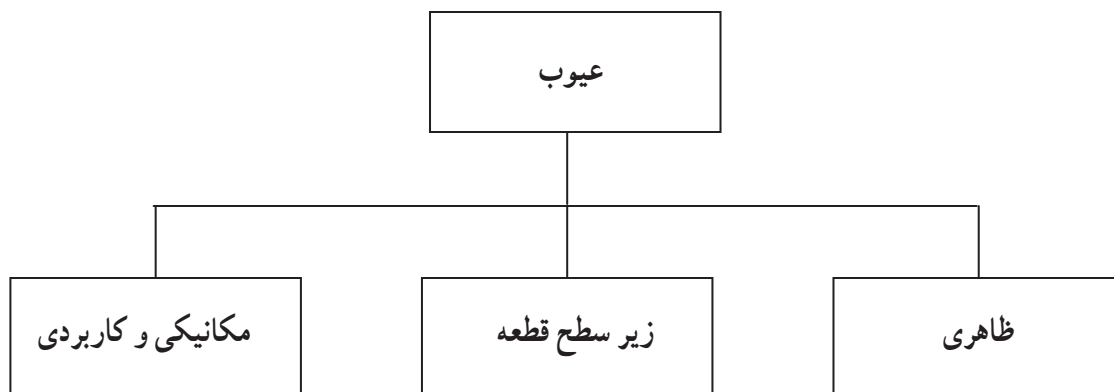 عیوب
ظاهری
زیر سطح قطعه
مکانیکی و کاربردی